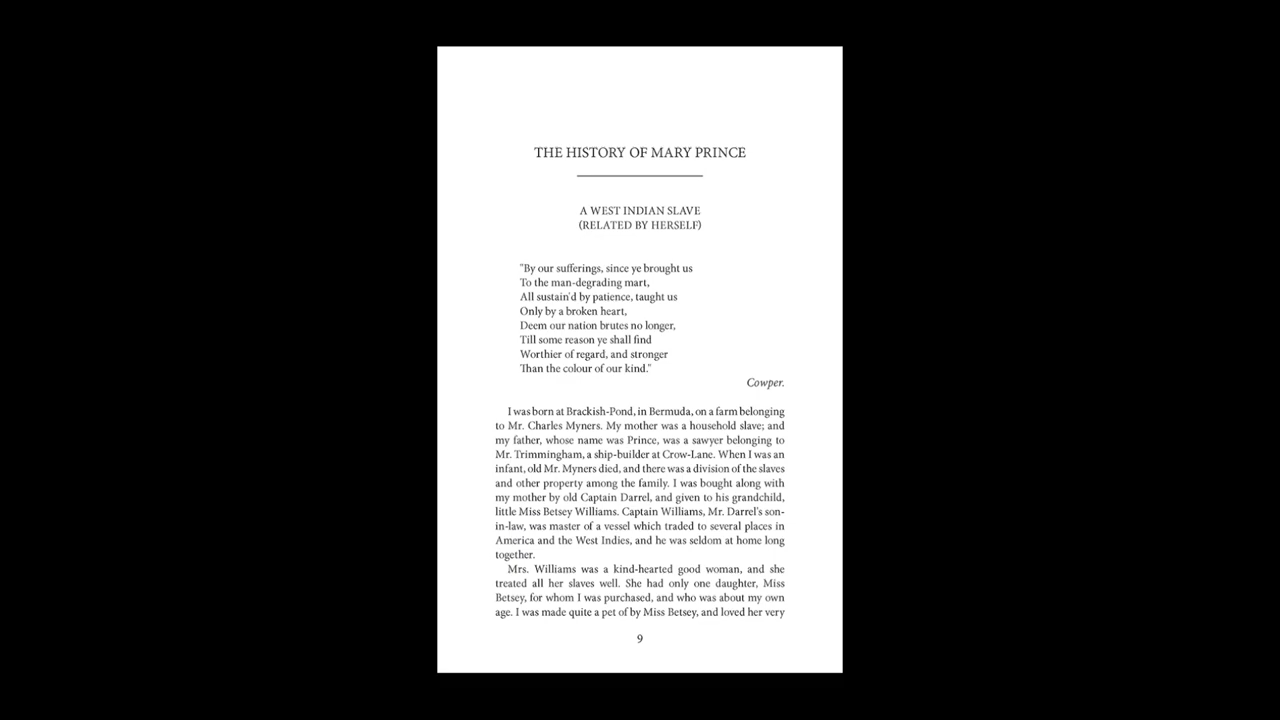 THE HISTORY OF MARY PRINCE
A WEST INDIAN SLAVE
(RELATED BY HERSELF)
"By our sufferings, since ye brought us
To the man-degrading mart,
All sustain'd by patience, taught us
Only by a broken heart,
Deem our nation brutes no longer,
Till some reason ye shall find
Worthier of regard, and stronger
Than the colour of our kind."
Cowper.
I was born at Brackish-Pond, in Bermuda, on a farm belonging
to Mr. Charles Myners. My mother was a household slave; and
my father, whose name was Prince, was a sawyer belonging to
Mr. Trimmingham, a ship-builder at Crow-Lane. When I was an
infant, old Mr. Myners died, and there was a division of the slaves
and other property among the family. I was bought along with
my mother by old Captain Darrel, and given to his grandchild,
little Miss Betsey Williams. Captain Williams, Mr. Darrel's son-
in-law, was master of a vessel which traded to several places in
America and the West Indies, and he was seldom at home long
together.
Mrs. Williams was a kind-hearted good woman, and she
treated all her slaves well. She had only one daughter, Miss
Betsey, for whom I was purchased, and who was about my own
age. I was made quite a pet of by Miss Betsey, and loved her very
9